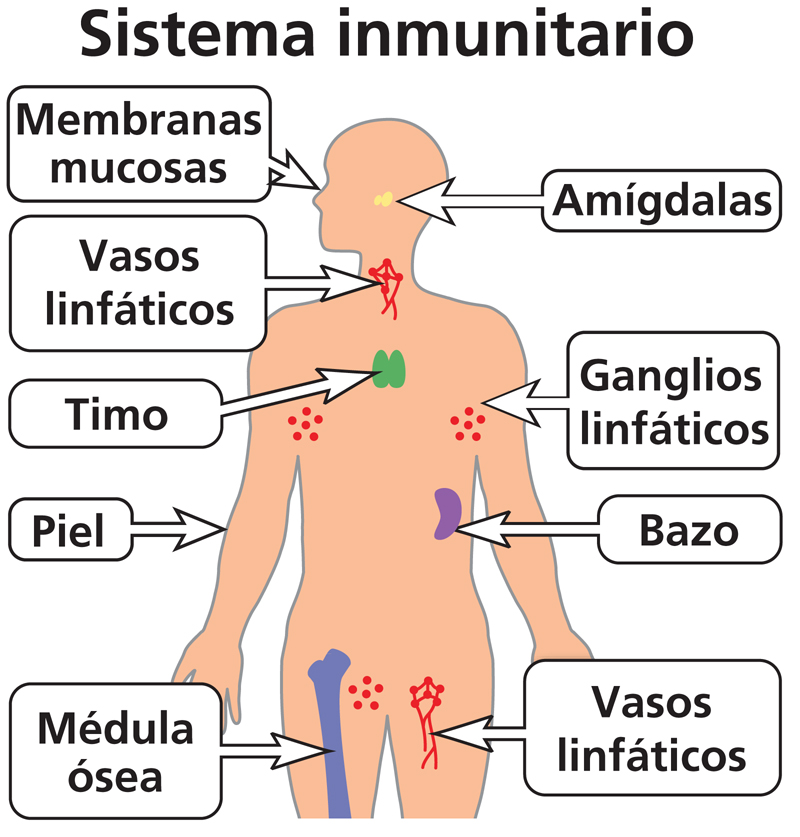 Sistema inmunitario
Membranas
mucosas
Amígdalas
Vasos
linfáticos
Timo
Ganglios
linfáticos
Piel
Bazo
Médula
ósea
Vasos
linfáticos